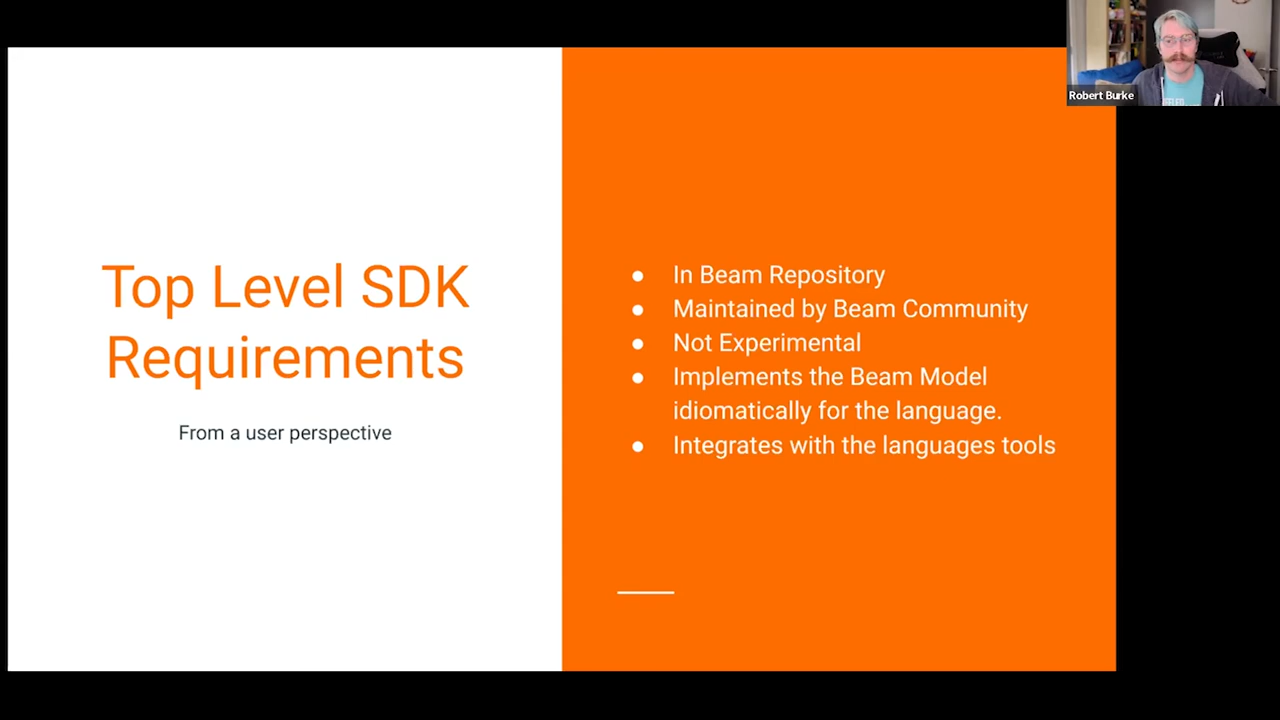 Robert Burke
Top Level SDK
Requirements
From a user perspective
● In Beam Repository
● Maintained by Beam Community
● Not Experimental
● Implements the Beam Model
idiomatically for the language.
● Integrates with the languages tools